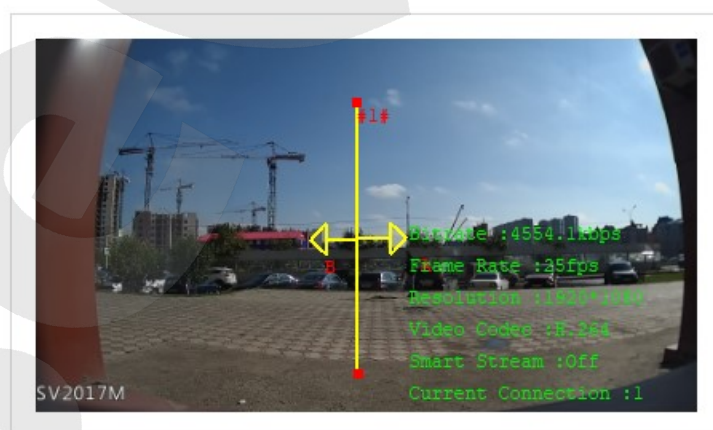 #1#
Bitrate :4554.1kbps
B
Frame Rate :25fps
Resolution :1920*
Video Codec :H.264
Smart Stream :Off
SV2017M
Current Connection :1